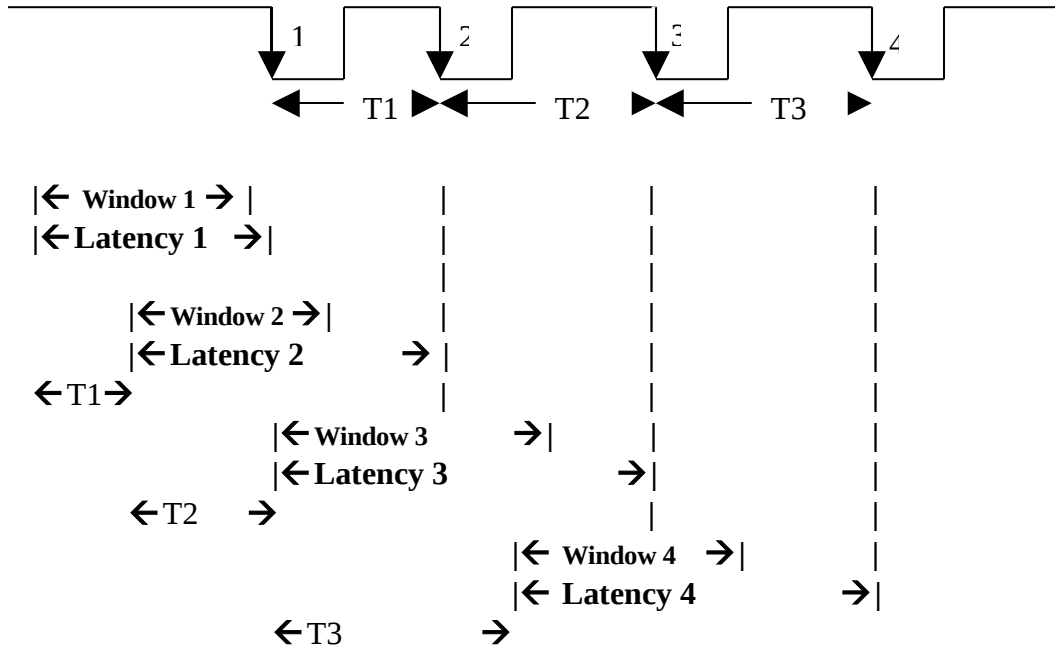 1 2 3 4
T1 T2 T3
|← Window 1 → | | | |
|← Latency 1 →| | | |
| | |
|← Window 2 → | | | |
|← Latency 2 → | | |
← T1 → | | |
|← Window 3 → | | |
|← Latency 3 →| |
← T2 → | |
|← Window 4 → | |
|← Latency 4 → |
← T3 →